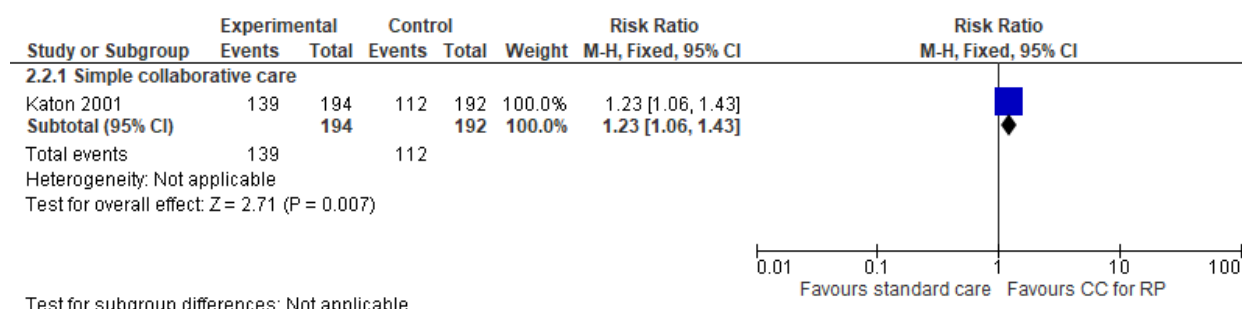 Experimental Control Risk Ratio Risk Ratio
Study or Subgroup Events Total Events Total Weight M-H, Fixed, 95% CI M-H, Fixed, 95% CI
2.2.1 Simple collaborative care
Katon 2001 139 194 112 192 100.0% 1.23 [1.06, 1.43]
Subtotal (95% CI) 194 192 100.0% 1.23 [1.06, 1.43]
Total events 139 112
Heterogeneity: Not applicable
Test for overall effect: Z = 2.71 (P = 0.007)
0.01 0.1 1 10 100
Favours standard care Favours CC for RP
Test for subgroup differences: Not applicable